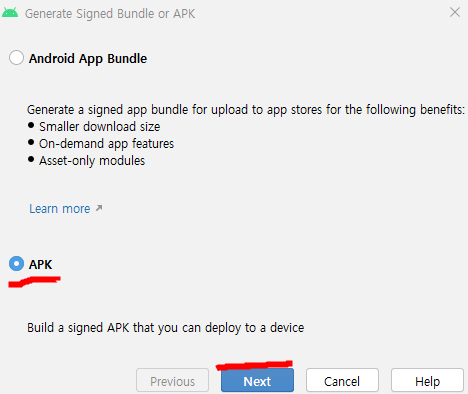 Generate Signed Bundle or APK
Android App Bundle
Generate a signed app bundle for upload to app stores for the following benefits:
• Smaller download size
• On-demand app features
• Asset-only modules
Learn more ↗
APK
Build a signed APK that you can deploy to a device
Previous Next Cancel Help